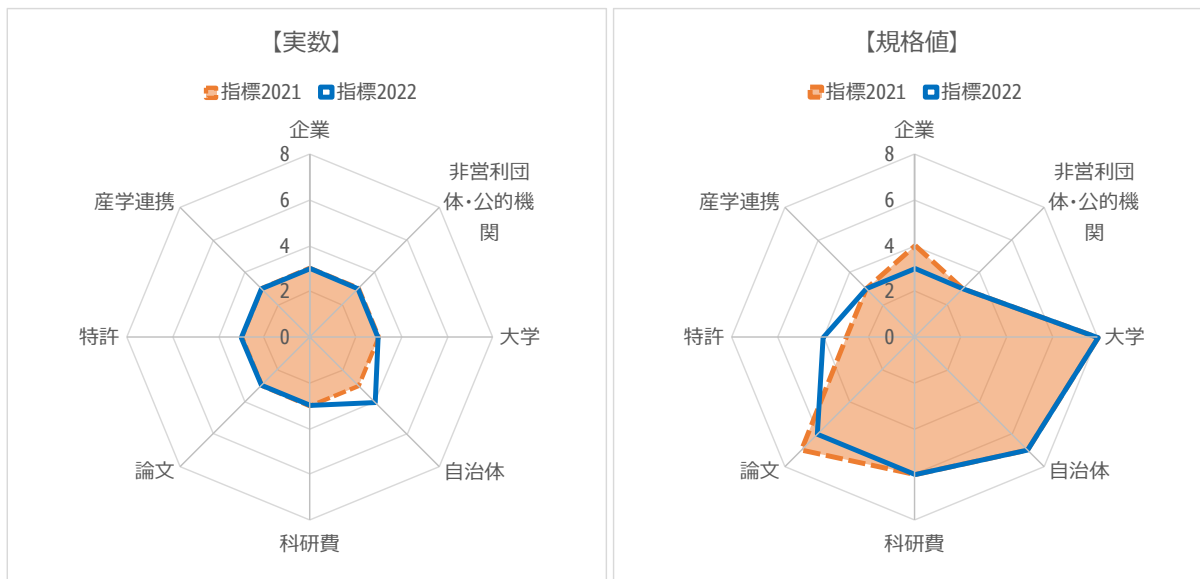 【実数】
指標2021 指標2022
企業
8
6
4
2
0
非営利団
体・公的機
関
大学
自治体
科研費
論文
特許
産学連携
【規格値】
指標2021 指標2022
企業
8
6
4
2
0
非営利団
体・公的機
関
大学
自治体
科研費
論文
特許
産学連携